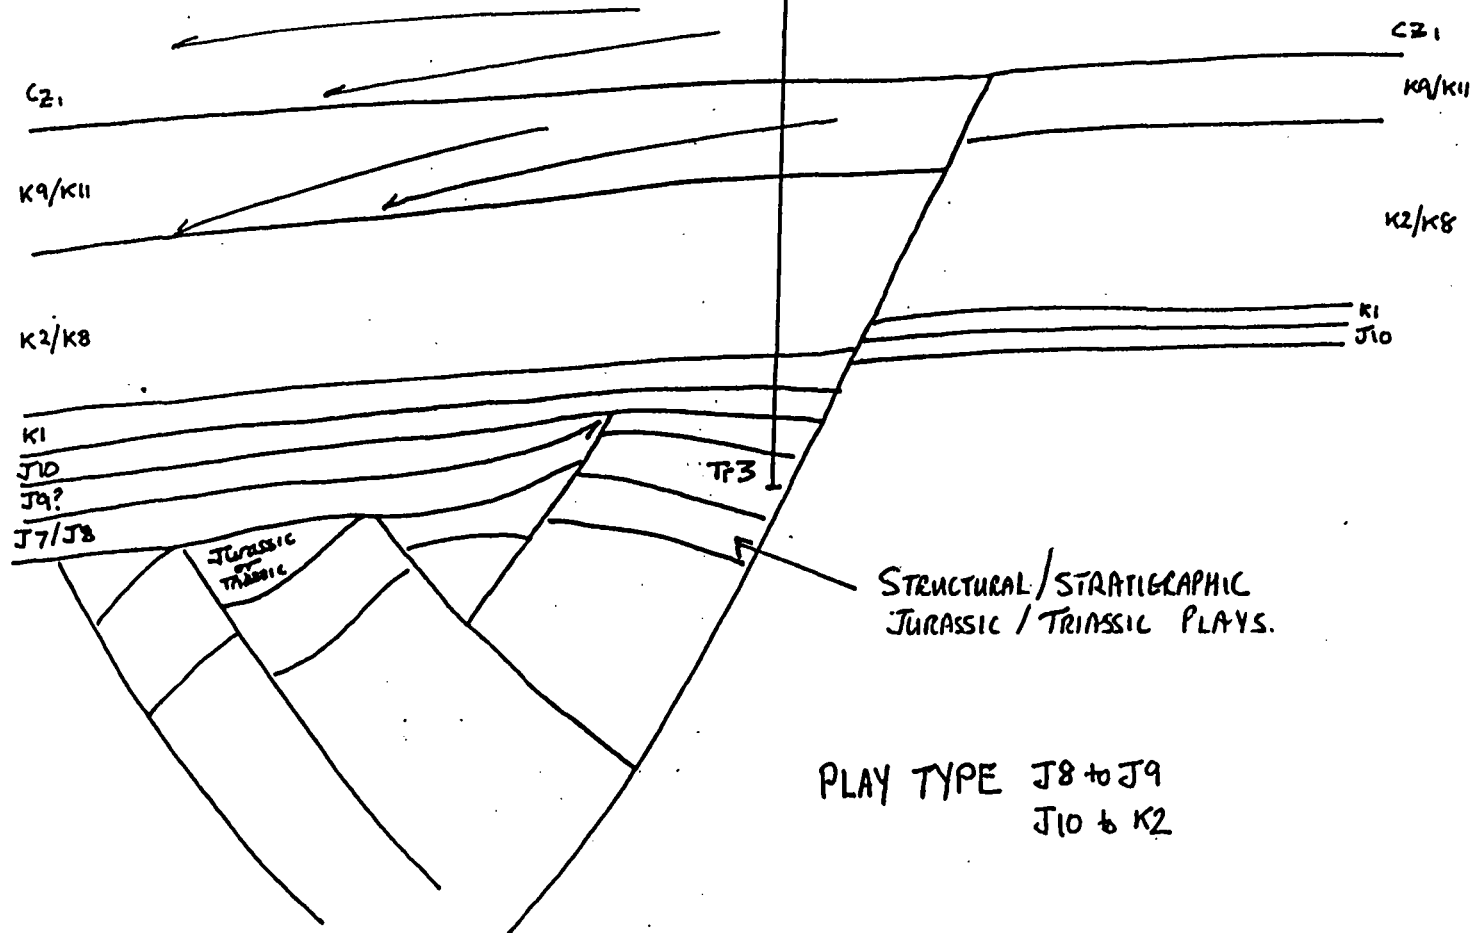 CZ1
CZ1
K9/K11
K9/K11
K2/K8
K2/K8
K1
J10
K1
J10
J9?
J7/J8
JURASSIC
or
TRIASSIC
Tr3
STRUCTURAL/STRATIGRAPHIC
JURASSIC / TRIASSIC PLAYS.
PLAY TYPE J8 to J9
J10 to K2